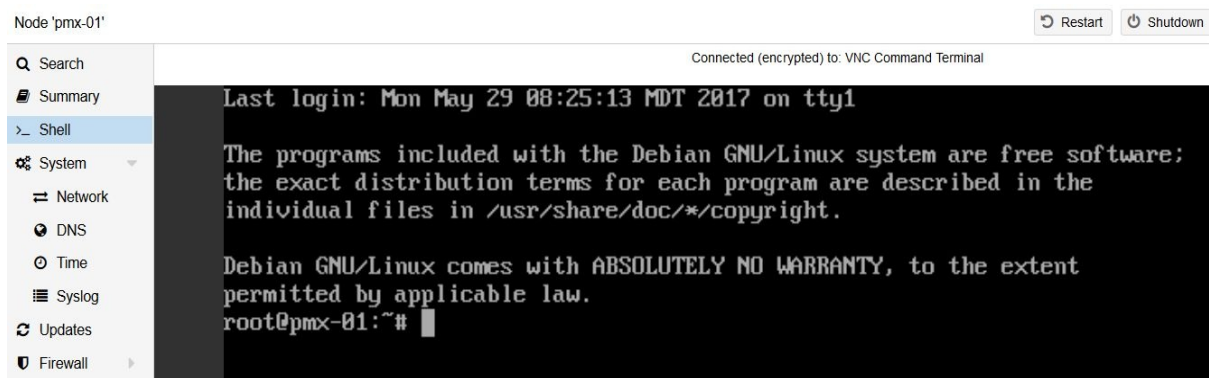 Node 'pmx-01'
Restart
Shutdown
Search
Summary
Shell
System
Network
DNS
Time
Syslog
Updates
Firewall
Connected (encrypted) to: VNC Command Terminal
Last login: Mon May 29 08:25:13 MDT 2017 on tty1
The programs included with the Debian GNU/Linux system are free software;
the exact distribution terms for each program are described in the
individual files in /usr/share/doc/*/copyright.
Debian GNU/Linux comes with ABSOLUTELY NO WARRANTY, to the extent
permitted by applicable law.
root@pmx-01:~#